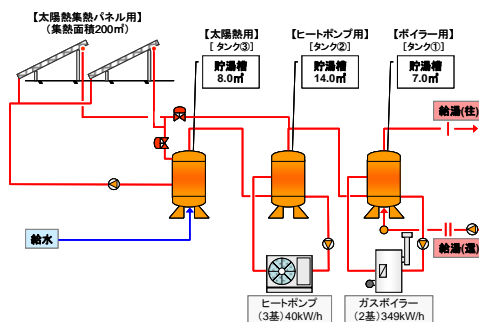 【太陽熱集熱パネル用】
(集熱面積200㎡)
【太陽熱用】
[ タンク③]
貯湯槽
8.0㎥
【ヒートポンプ用】
[タンク②]
貯湯槽
14.0㎥
【ボイラー用】
[タンク①]
貯湯槽
7.0㎥
給湯(往)
給水
給湯(還)
ヒートポンプ
(3基)40kW/h
ガスボイラー
(2基)349kW/h